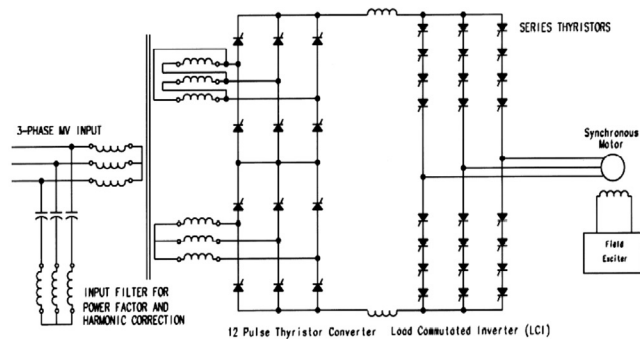 SERIES THYRISTORS
3-PHASE MV INPUT
Synchronous
Motor
Field
Exciter
INPUT FILTER FOR
POWER FACTOR AND
HARMONIC CORRECTION
12 Pulse Thyristor Converter
Load Commutated Inverter (LCI)